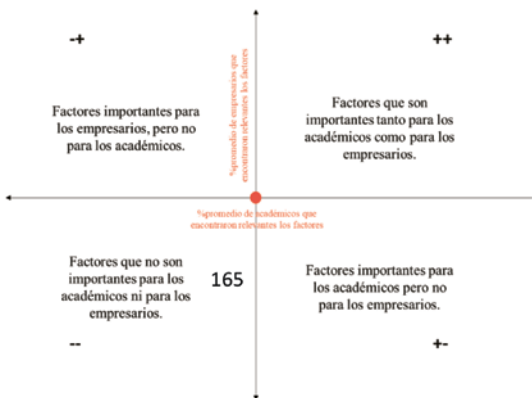 -+
++
%promedio de empresarios que
encontraron relevantes los factores
Factores importantes para
los empresarios, pero no
para los académicos.
Factores que son
importantes tanto para los
académicos como para los
empresarios.
%promedio de académicos que
encontraron relevantes los factores
Factores que no son
importantes para los
académicos ni para los
empresarios.
165
Factores importantes para
los académicos pero no
para los empresarios.
--
+-